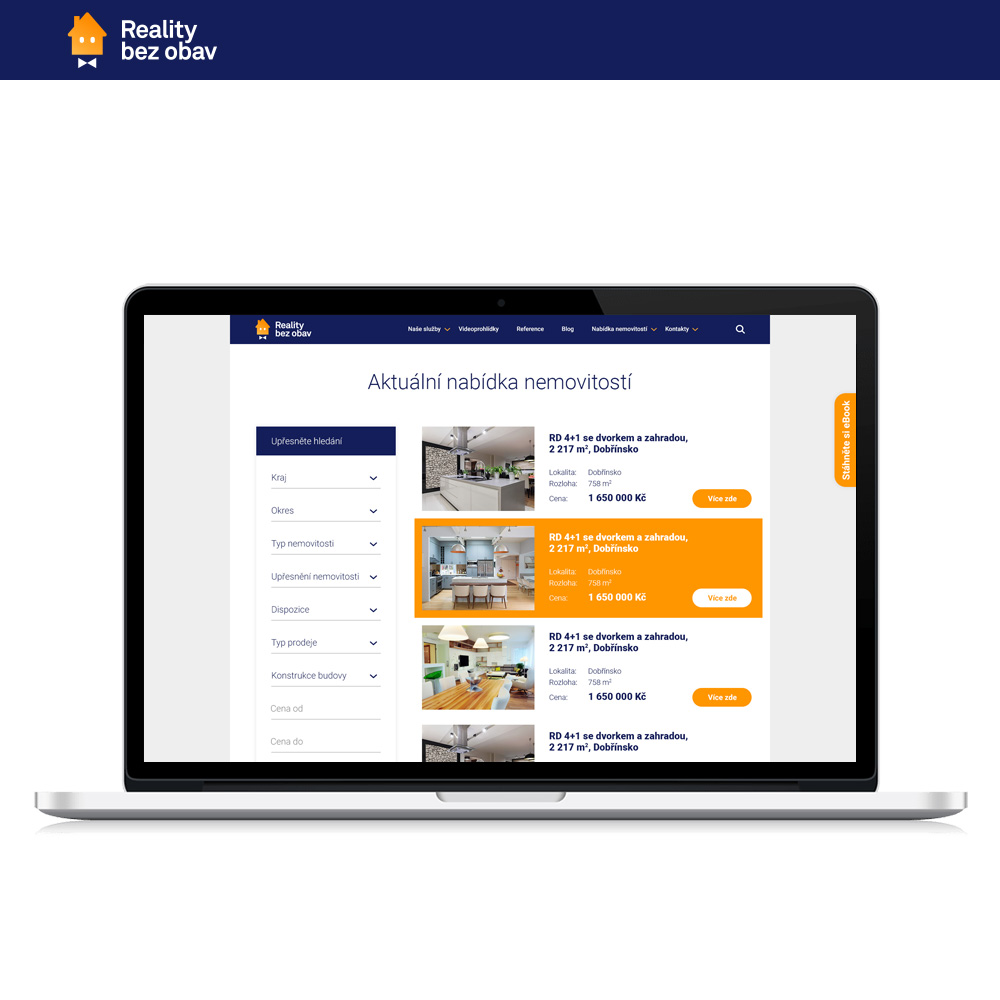 Reality
bez obav
Reality
bez obav
Naše služby
Videoprohlídky
Reference
Blog
Nabídka nemovitostí
Kontakty
Aktuální nabídka nemovitostí
Stáhněte si eBook
Upřesněte hledání
Kraj
Okres
Typ nemovitosti
Upřesnění nemovitosti
Dispozice
Typ prodeje
Konstrukce budovy
Cena od
Cena do
RD 4+1 se dvorkem a zahradou,
2 217 m², Dobřínsko
Lokalita: Dobřínsko
Rozloha: 758 m²
Cena: 1 650 000 Kč
Více zde
RD 4+1 se dvorkem a zahradou,
2 217 m², Dobřínsko
Lokalita: Dobřínsko
Rozloha: 758 m²
Cena: 1 650 000 Kč
Více zde
RD 4+1 se dvorkem a zahradou,
2 217 m², Dobřínsko
Lokalita: Dobřínsko
Rozloha: 758 m²
Cena: 1 650 000 Kč
Více zde
RD 4+1 se dvorkem a zahradou,
2 217 m², Dobřínsko